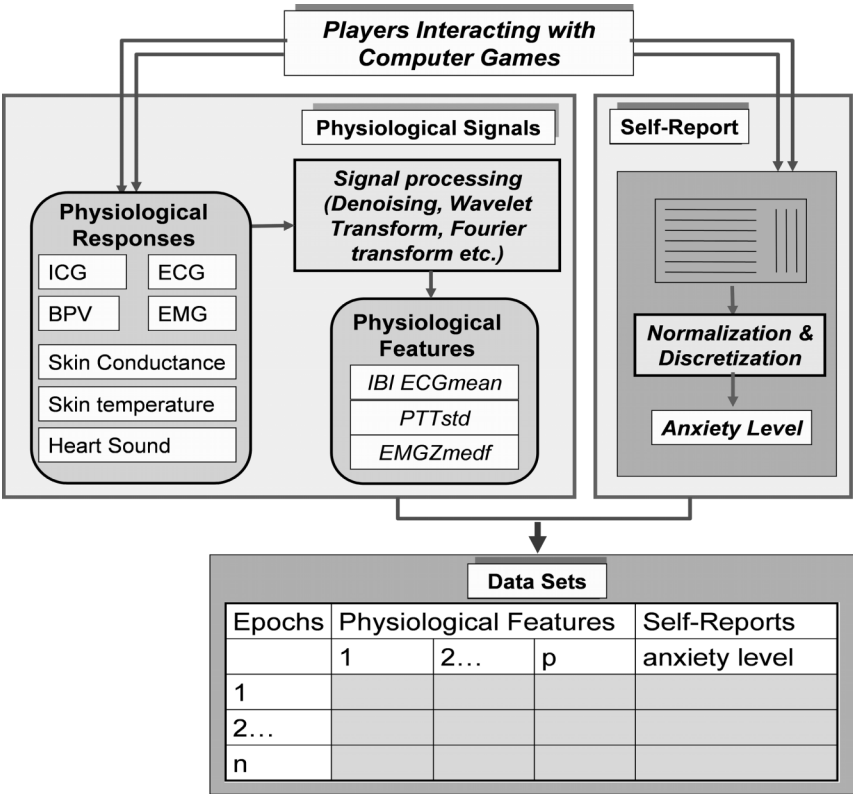 Players Interacting with
Computer Games
Physiological Signals
Self-Report
Physiological
Responses
ICG
ECG
BPV
EMG
Skin Conductance
Skin temperature
Heart Sound
Signal processing
(Denoising, Wavelet
Transform, Fourier
transform etc.)
Physiological
Features
IBI ECGmean
PTTstd
EMGZmedf
Normalization &
Discretization
Anxiety Level
Data Sets
Epochs Physiological Features Self-Reports
1 2… p anxiety level
1
2…
n